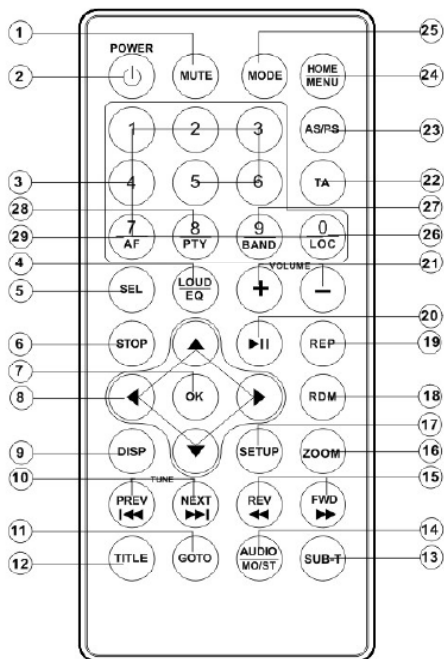 1
25
POWER
2
MUTE
MODE
HOME
MENU
24
1
2
3
AS/PS
23
3
4
5
6
TA
22
28
27
7
8
9
0
29
AF
PTY
BAND
LOC
26
4
VOLUME
21
5
SEL
LOUD
EQ
+
−
20
6
STOP
REP
19
7
8
OK
RDM
18
17
9
DISP
SETUP
ZOOM
16
10
TUNE
15
PREV
NEXT
REV
FWD
11
14
12
TITLE
GOTO
AUDIO
MO/ST
SUB-T
13